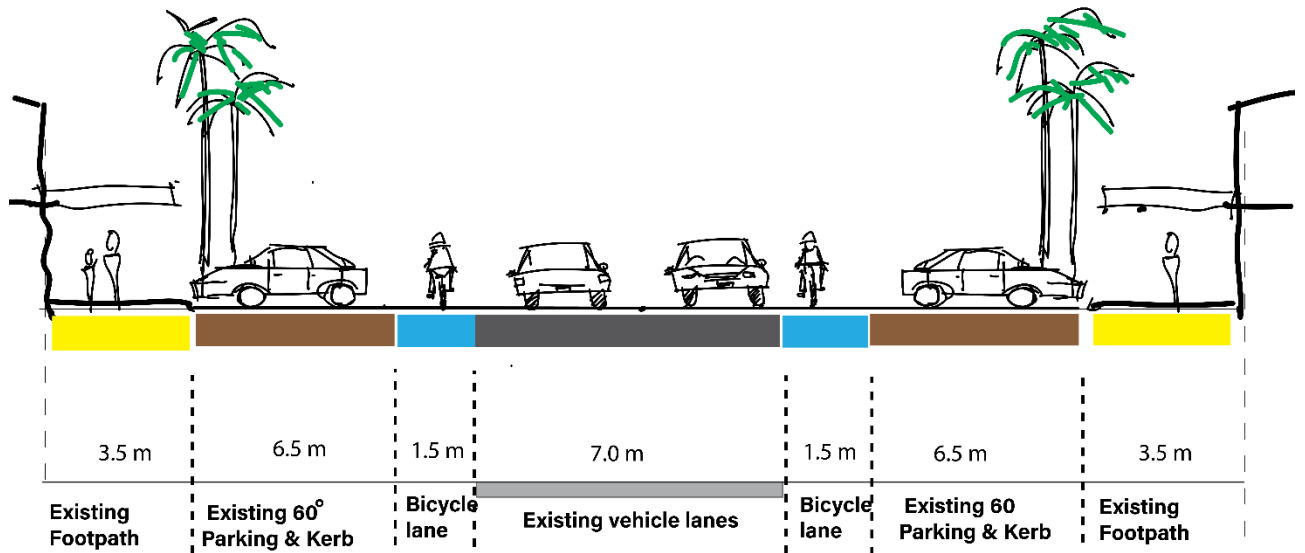 3.5 m
6.5 m
1.5 m
7.0 m
1.5 m
6.5 m
3.5 m
Existing
Footpath
Existing 60°
Parking & Kerb
Bicycle
lane
Existing vehicle lanes
Bicycle
lane
Existing 60
Parking & Kerb
Existing
Footpath